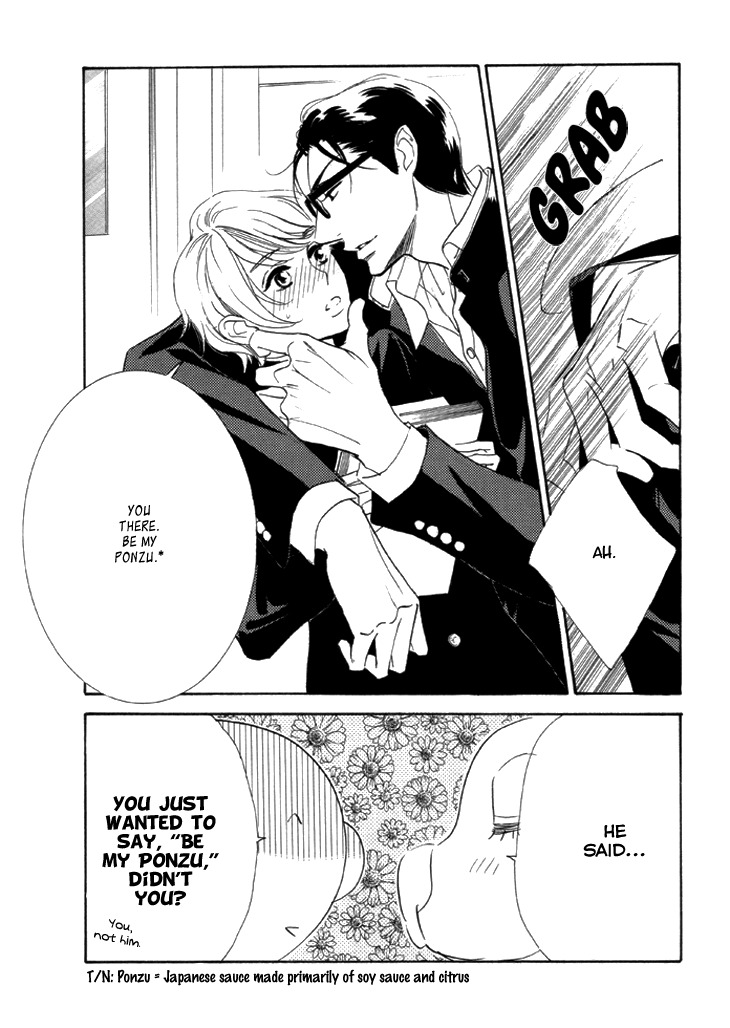 GRAB
AH.
YOU
THERE.
BE MY
PONZU.*
HE
SAID...
YOU JUST
WANTED TO
SAY, "BE
MY PONZU,"
DIDN'T
YOU?
You,
not him.
T/N: Ponzu = Japanese sauce made primarily of soy sauce and citrus